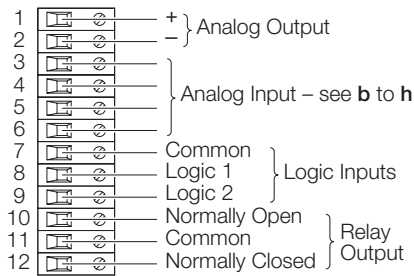 1 + Analog Output
2 –
3
4 Analog Input – see b to h
5
6
7 Common
8 Logic 1 Logic Inputs
9 Logic 2
10 Normally Open
11 Common Relay Output
12 Normally Closed